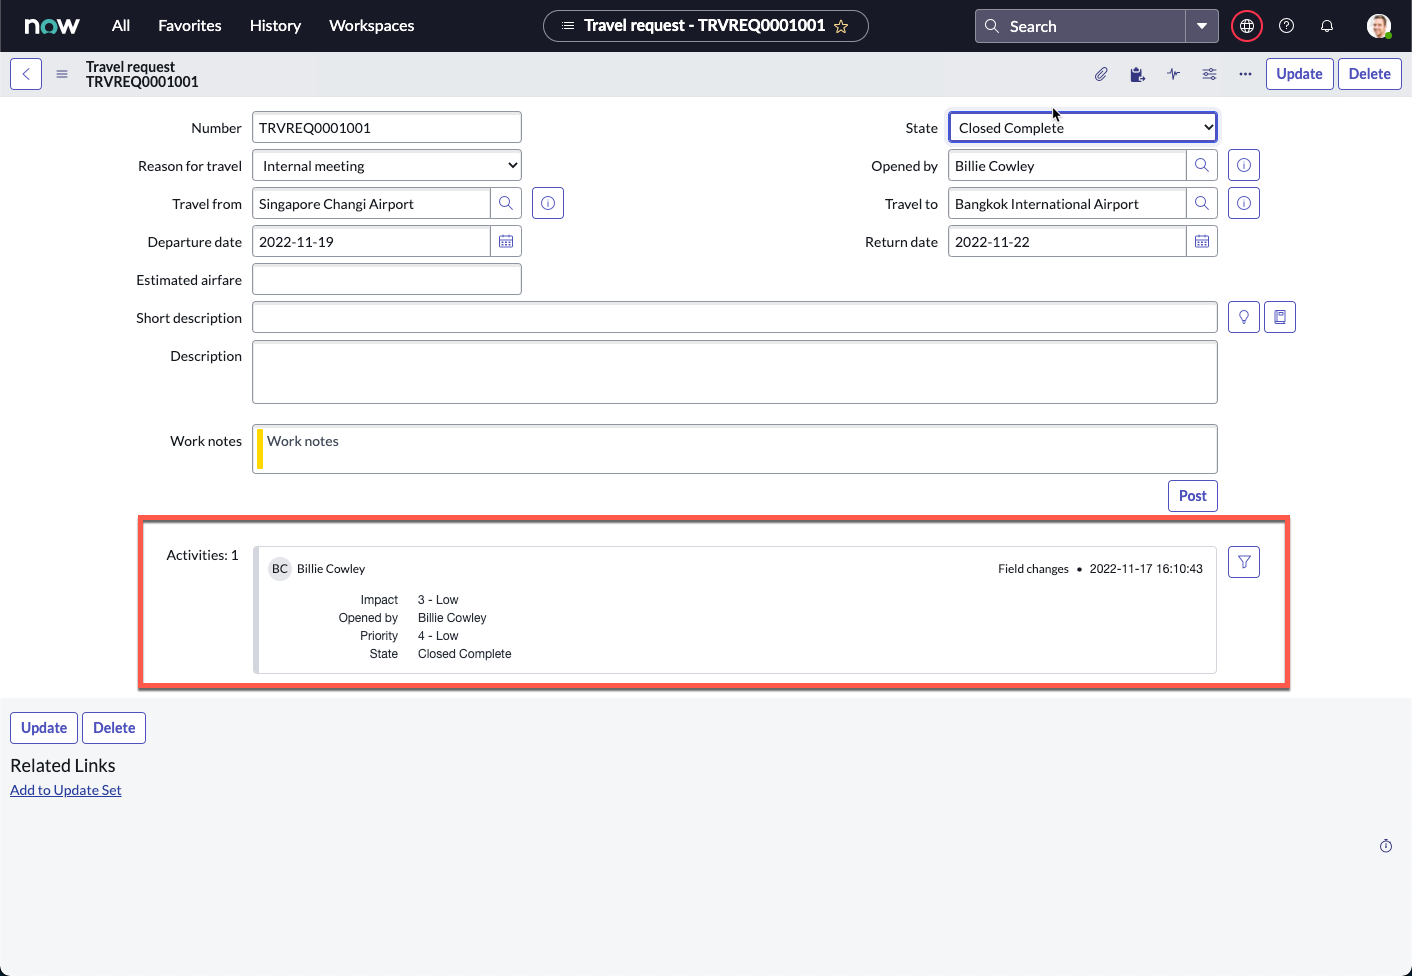 now All Favorites History Workspaces Travel request - TRVREQ0001001 Search
Travel request
TRVREQ0001001
Update Delete
Number TRVREQ0001001 State Closed Complete
Reason for travel Internal meeting Opened by Billie Cowley
Travel from Singapore Changi Airport Travel to Bangkok International Airport
Departure date 2022-11-19 Return date 2022-11-22
Estimated airfare
Short description
Description
Work notes Work notes
Post
Activities: 1 BC Billie Cowley Field changes • 2022-11-17 16:10:43
Impact 3 - Low
Opened by Billie Cowley
Priority 4 - Low
State Closed Complete
Update Delete
Related Links
Add to Update Set